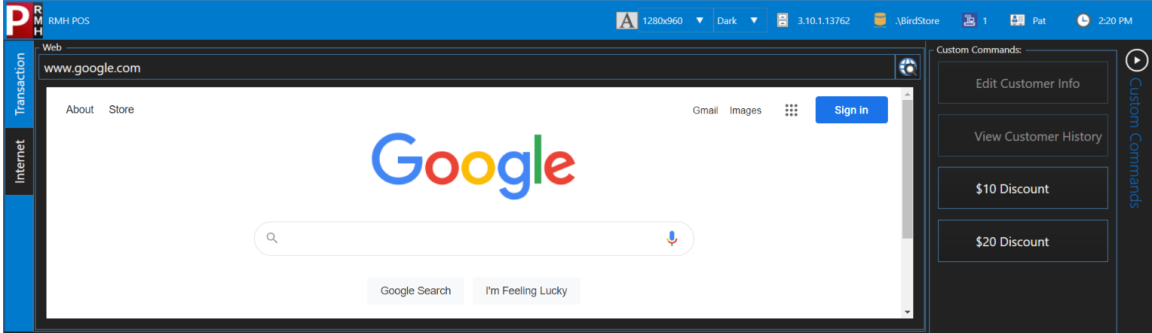 P RMH RMH POS A 1280x960 Dark 3.10.1.13762 .\BirdStore 1 Pat 2:20 PM
Transaction
Internet
Web
www.google.com
About Store Gmail Images Sign in
Google
Google Search I'm Feeling Lucky
Custom Commands:
Edit Customer Info
View Customer History
$10 Discount
$20 Discount
Custom Commands